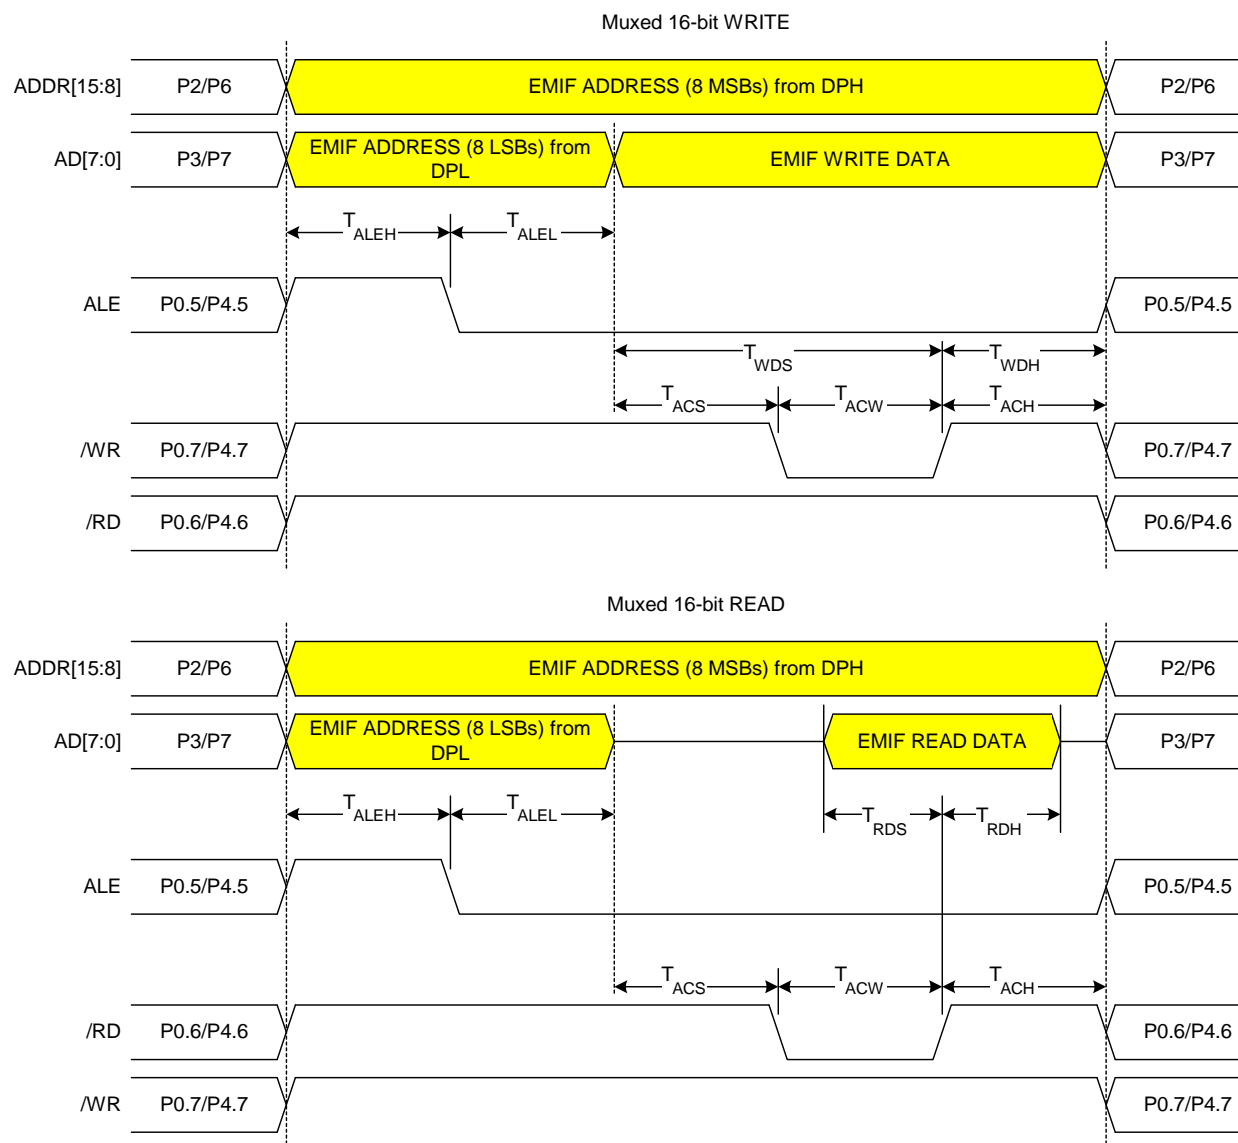 Muxed 16-bit WRITE
ADDR[15:8] P2/P6 EMIF ADDRESS (8 MSBs) from DPH P2/P6
AD[7:0] P3/P7 EMIF ADDRESS (8 LSBs) from
DPL EMIF WRITE DATA P3/P7
TALEH TALEL
ALE P0.5/P4.5 P0.5/P4.5
TWDS TWDH
TACS TACW TACH
/WR P0.7/P4.7 P0.7/P4.7
/RD P0.6/P4.6 P0.6/P4.6
Muxed 16-bit READ
ADDR[15:8] P2/P6 EMIF ADDRESS (8 MSBs) from DPH P2/P6
AD[7:0] P3/P7 EMIF ADDRESS (8 LSBs) from
DPL EMIF READ DATA P3/P7
TALEH TALEL TRDS TRDH
ALE P0.5/P4.5 P0.5/P4.5
TACS TACW TACH
/RD P0.6/P4.6 P0.6/P4.6
/WR P0.7/P4.7 P0.7/P4.7